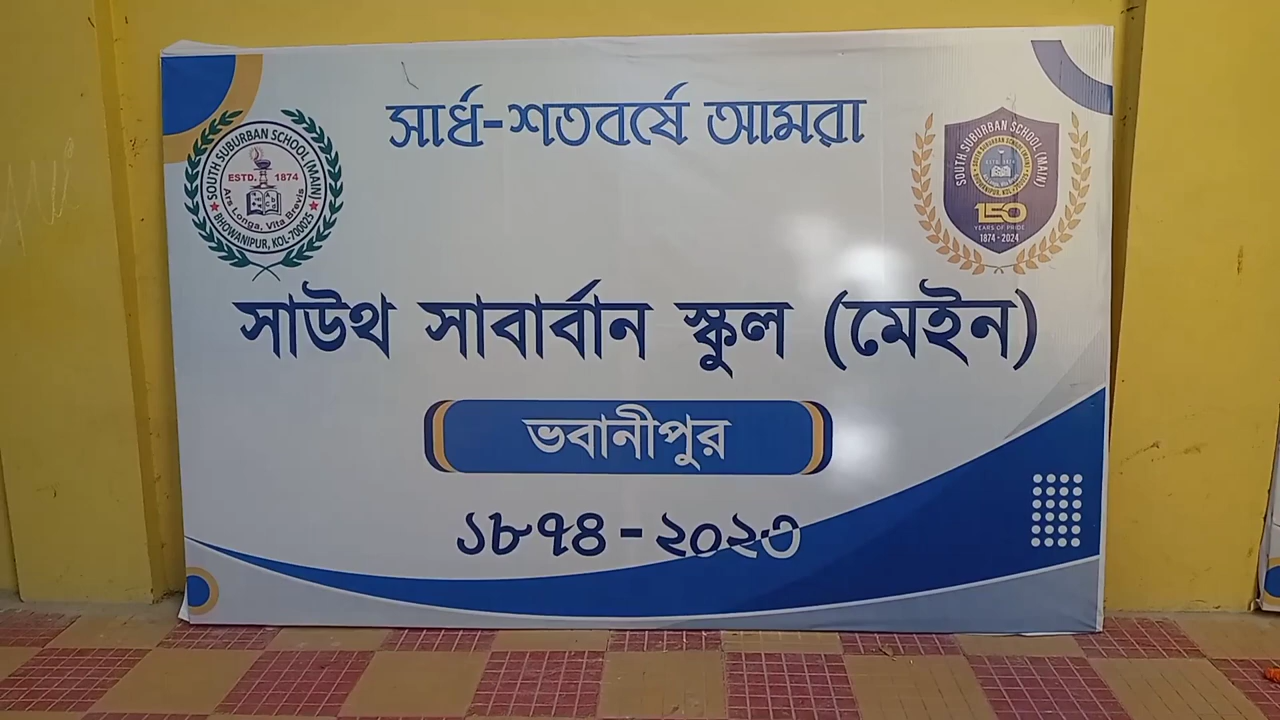 সার্ধ-শতবর্ষে আমরা
SOUTH SUBURBAN SCHOOL (MAIN)
ESTD. 1874
Ars Longa, Vita Brevis
BHOWANIPUR, KOL-700025
SOUTH SUBURBAN SCHOOL (MAIN)
150
YEARS OF PRIDE
1874 - 2024
সাউথ সাবার্বান স্কুল (মেইন)
ভবানীপুর
১৮৭৪ - ২০২৩